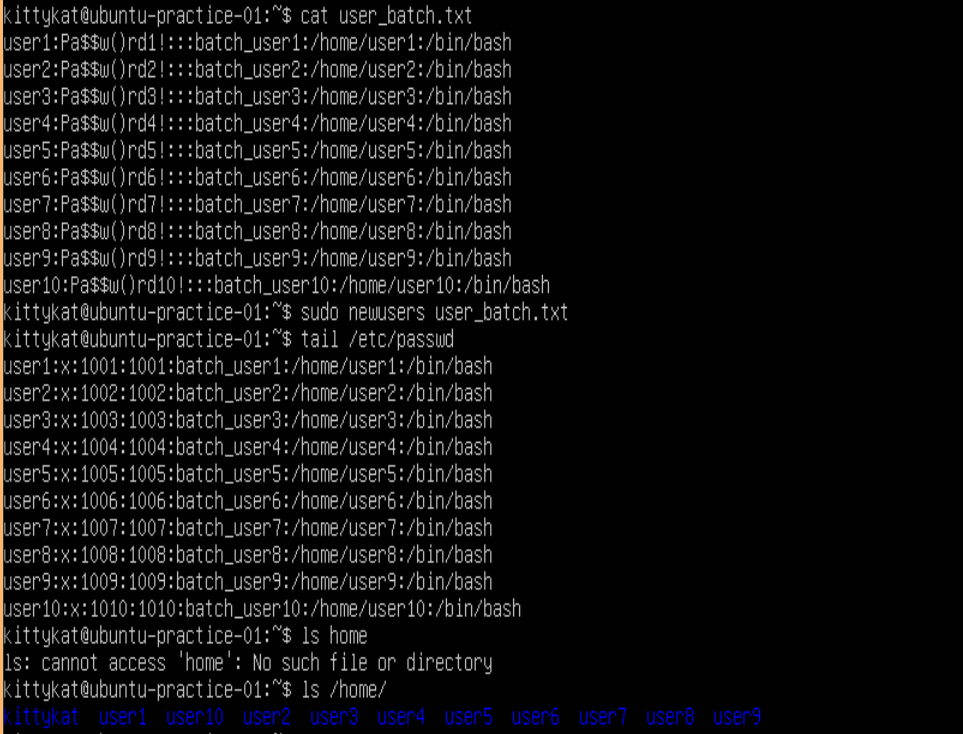 kittykat@ubuntu-practice-01:~$ cat user_batch.txt
user1:Pa$$w()rd1!:::batch_user1:/home/user1:/bin/bash
user2:Pa$$w()rd2!:::batch_user2:/home/user2:/bin/bash
user3:Pa$$w()rd3!:::batch_user3:/home/user3:/bin/bash
user4:Pa$$w()rd4!:::batch_user4:/home/user4:/bin/bash
user5:Pa$$w()rd5!:::batch_user5:/home/user5:/bin/bash
user6:Pa$$w()rd6!:::batch_user6:/home/user6:/bin/bash
user7:Pa$$w()rd7!:::batch_user7:/home/user7:/bin/bash
user8:Pa$$w()rd8!:::batch_user8:/home/user8:/bin/bash
user9:Pa$$w()rd9!:::batch_user9:/home/user9:/bin/bash
user10:Pa$$w()rd10!:::batch_user10:/home/user10:/bin/bash
kittykat@ubuntu-practice-01:~$ sudo newusers user_batch.txt
kittykat@ubuntu-practice-01:~$ tail /etc/passwd
user1:x:1001:1001:batch_user1:/home/user1:/bin/bash
user2:x:1002:1002:batch_user2:/home/user2:/bin/bash
user3:x:1003:1003:batch_user3:/home/user3:/bin/bash
user4:x:1004:1004:batch_user4:/home/user4:/bin/bash
user5:x:1005:1005:batch_user5:/home/user5:/bin/bash
user6:x:1006:1006:batch_user6:/home/user6:/bin/bash
user7:x:1007:1007:batch_user7:/home/user7:/bin/bash
user8:x:1008:1008:batch_user8:/home/user8:/bin/bash
user9:x:1009:1009:batch_user9:/home/user9:/bin/bash
user10:x:1010:1010:batch_user10:/home/user10:/bin/bash
kittykat@ubuntu-practice-01:~$ ls home
ls: cannot access 'home': No such file or directory
kittykat@ubuntu-practice-01:~$ ls /home/
kittykat user1 user10 user2 user3 user4 user5 user6 user7 user8 user9